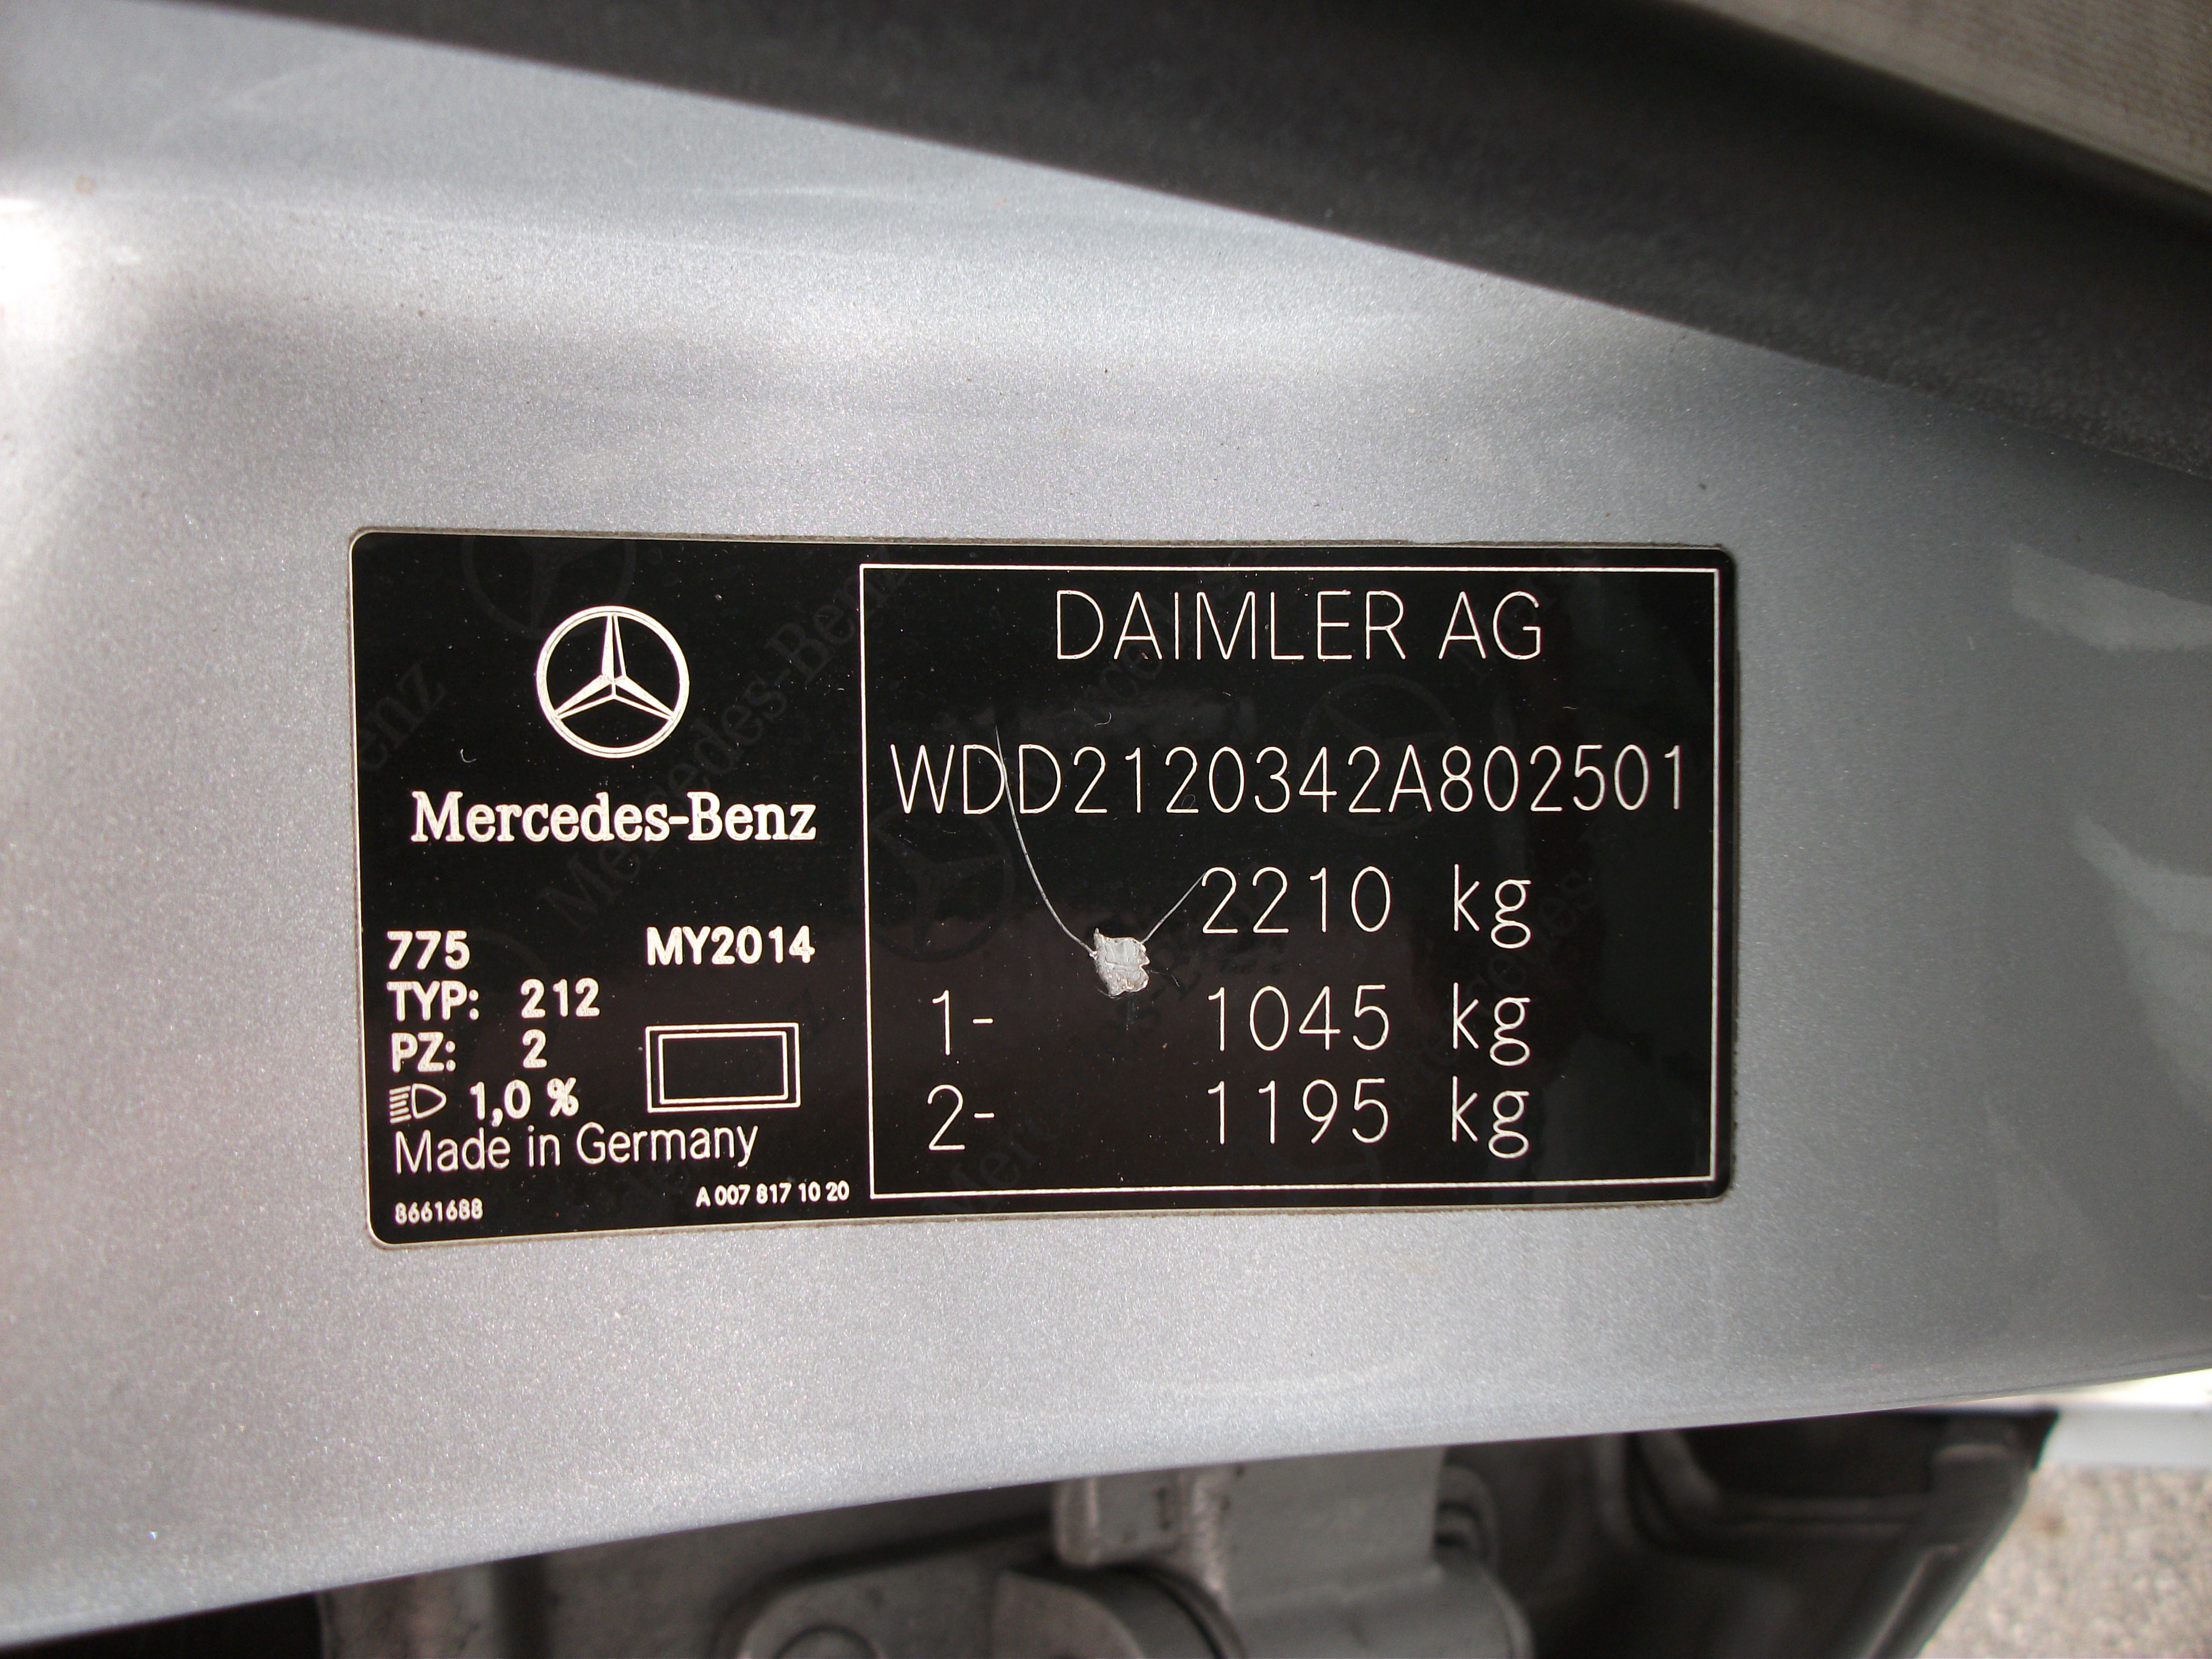 Mercedes-Benz
775 MY2014
TYP: 212
PZ: 2
1,0 %
Made in Germany
8661688 A 007 817 10 20
DAIMLER AG
WDD2120342A802501
2210 kg
1- 1045 kg
2- 1195 kg